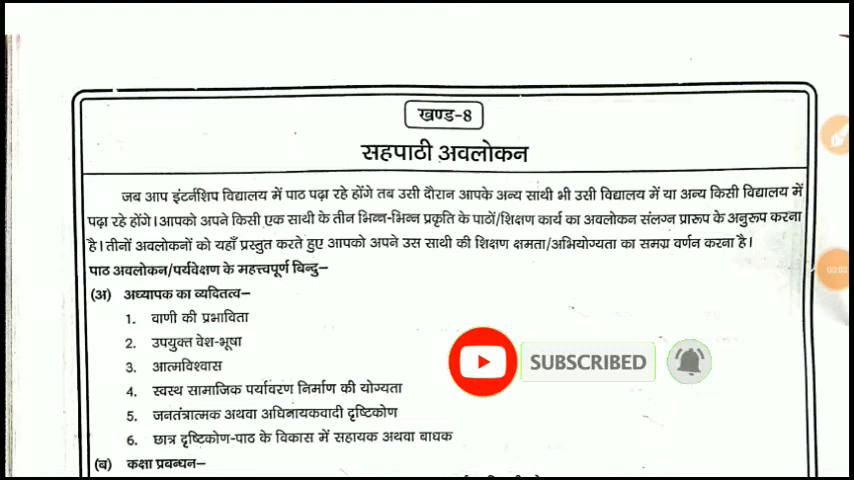 खण्ड-8
सहपाठी अवलोकन
जब आप इंटर्नशिप विद्यालय में पाठ पढ़ा रहे होंगे तब उसी दौरान आपके अन्य साथी भी उसी विद्यालय में या अन्य किसी विद्यालय में
पढ़ा रहे होंगे। आपको अपने किसी एक साथी के तीन भिन्न-भिन्न प्रकृति के पाठों/शिक्षण कार्य का अवलोकन संलग्न प्रारूप के अनुरूप करना
है। तीनों अवलोकनों को यहाँ प्रस्तुत करते हुए आपको अपने उस साथी की शिक्षण क्षमता/अभियोग्यता का समग्र वर्णन करना है।
पाठ अवलोकन/पर्यवेक्षण के महत्त्वपूर्ण बिन्दु–
(अ) अध्यापक का व्यक्तित्व–
1. वाणी की प्रभाविता
2. उपयुक्त वेश-भूषा
3. आत्मविश्वास
4. स्वस्थ सामाजिक पर्यावरण निर्माण की योग्यता
5. जनतंत्रात्मक अथवा अधिनायकवादी दृष्टिकोण
6. छात्र दृष्टिकोण-पाठ के विकास में सहायक अथवा बाधक
(ब) कक्षा प्रबन्धन–
SUBSCRIBED